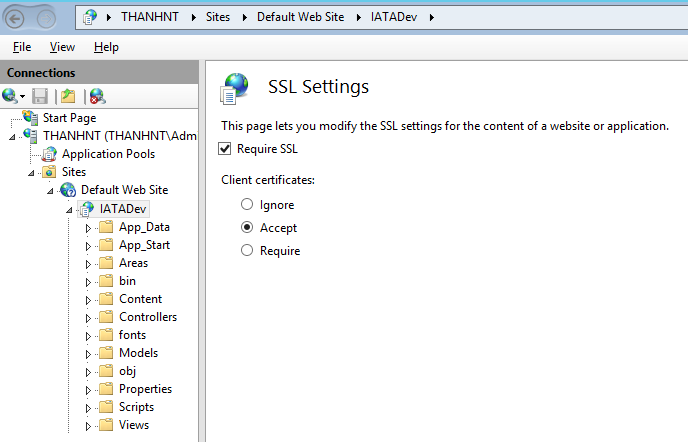 THANHNT Sites Default Web Site IATADev
File View Help
Connections
Start Page
THANHNT (THANHNT\Adm
Application Pools
Sites
Default Web Site
IATADev
App_Data
App_Start
Areas
bin
Content
Controllers
fonts
Models
obj
Properties
Scripts
Views
SSL Settings
This page lets you modify the SSL settings for the content of a website or application.
Require SSL
Client certificates:
Ignore
Accept
Require